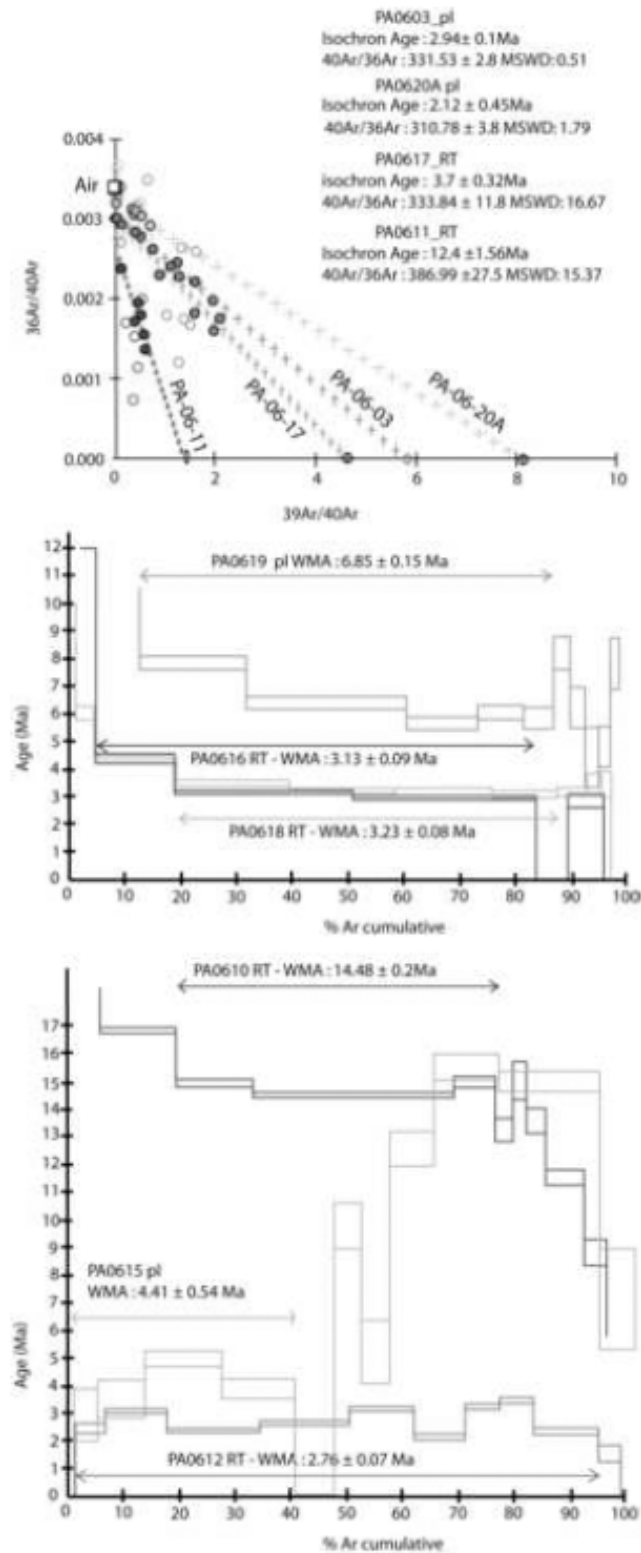 PA0603_pl
Isochron Age : 2.94± 0.1Ma
40Ar/36Ar : 331.53 ± 2.8 MSWD: 0.51
PA0620A pl
Isochron Age : 2.12 ± 0.45Ma
40Ar/36Ar : 310.78 ± 3.8 MSWD: 1.79
PA0617_RT
isochron Age : 3.7 ± 0.32Ma
40Ar/36Ar : 333.84 ± 11.8 MSWD: 16.67
PA0611_RT
Isochron Age : 12.4 ±1.56Ma
40Ar/36Ar : 386.99 ±27.5 MSWD: 15.37
0.004
Air
0.003
0.002
0.001
0.000
36Ar/40Ar
PA-06-11
PA-06-17
PA-06-03
PA-06-20A
0 2 4 6 8 10
39Ar/40Ar
12
11
10
9
8
7
6
5
4
3
2
1
0
Age (Ma)
PA0619 pl WMA : 6.85 ± 0.15 Ma
PA0616 RT - WMA : 3.13 ± 0.09 Ma
PA0618 RT - WMA : 3.23 ± 0.08 Ma
0 10 20 30 40 50 60 70 80 90 100
% Ar cumulative
PA0610 RT - WMA : 14.48 ± 0.2Ma
17
16
15
14
13
12
11
10
9
8
7
6
5
4
3
2
1
0
Age (Ma)
PA0615 pl
WMA : 4.41 ± 0.54 Ma
PA0612 RT - WMA : 2.76 ± 0.07 Ma
0 10 20 30 40 50 60 70 80 90 100
% Ar cumulative